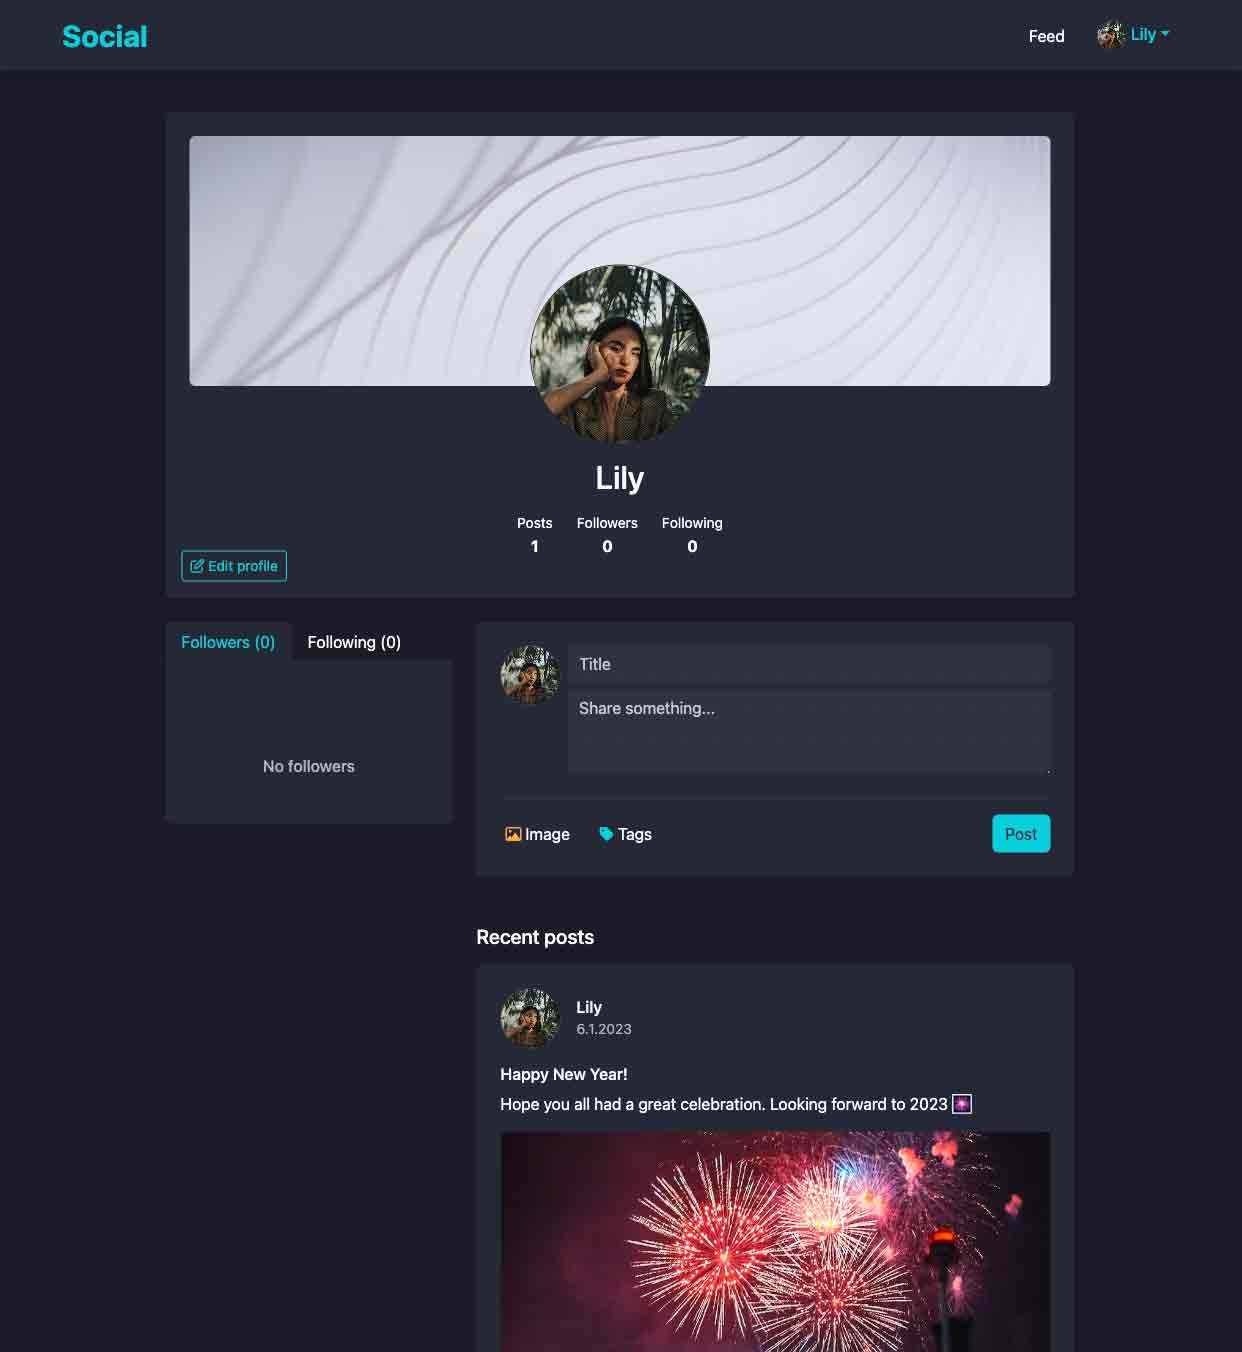 Social
Feed
Lily
Lily
Posts Followers Following
1 0 0
Edit profile
Followers (0) Following (0)
No followers
Title
Share something...
Image Tags Post
Recent posts
Lily
6.1.2023
Happy New Year!
Hope you all had a great celebration. Looking forward to 2023 🎆